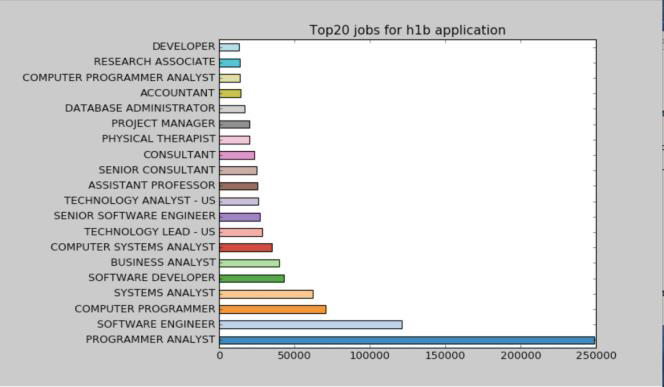 Top20 jobs for h1b application
DEVELOPER
RESEARCH ASSOCIATE
COMPUTER PROGRAMMER ANALYST
ACCOUNTANT
DATABASE ADMINISTRATOR
PROJECT MANAGER
PHYSICAL THERAPIST
CONSULTANT
SENIOR CONSULTANT
ASSISTANT PROFESSOR
TECHNOLOGY ANALYST - US
SENIOR SOFTWARE ENGINEER
TECHNOLOGY LEAD - US
COMPUTER SYSTEMS ANALYST
BUSINESS ANALYST
SOFTWARE DEVELOPER
SYSTEMS ANALYST
COMPUTER PROGRAMMER
SOFTWARE ENGINEER
PROGRAMMER ANALYST
0 50000 100000 150000 200000 250000